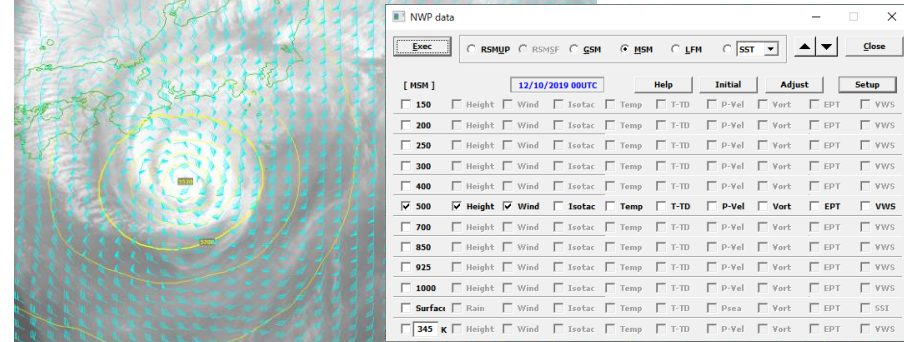 NWP data
Exec RSMUP RSMSF GSM MSM LFM SST Close
[ MSM ] 12/10/2019 00UTC Help Initial Adjust Setup
150 Height Wind Isotac Temp T-TD P-Vel Vort EPT VWS
200 Height Wind Isotac Temp T-TD P-Vel Vort EPT VWS
250 Height Wind Isotac Temp T-TD P-Vel Vort EPT VWS
300 Height Wind Isotac Temp T-TD P-Vel Vort EPT VWS
400 Height Wind Isotac Temp T-TD P-Vel Vort EPT VWS
500 Height Wind Isotac Temp T-TD P-Vel Vort EPT VWS
700 Height Wind Isotac Temp T-TD P-Vel Vort EPT VWS
850 Height Wind Isotac Temp T-TD P-Vel Vort EPT VWS
925 Height Wind Isotac Temp T-TD P-Vel Vort EPT VWS
1000 Height Wind Isotac Temp T-TD P-Vel Vort EPT VWS
Surface Rain Wind Isotac Temp T-TD Psea Vort EPT SSI
345 K Height Wind Isotac Temp T-TD P-Vel Vort EPT VWS